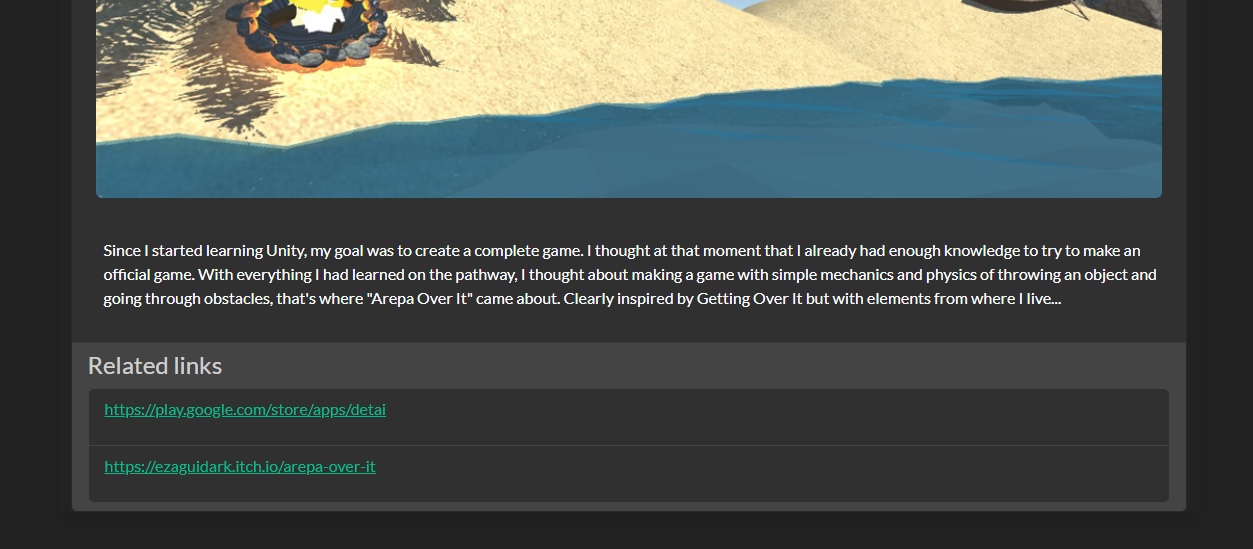 Since I started learning Unity, my goal was to create a complete game. I thought at that moment that I already had enough knowledge to try to make an
official game. With everything I had learned on the pathway, I thought about making a game with simple mechanics and physics of throwing an object and
going through obstacles, that's where "Arepa Over It" came about. Clearly inspired by Getting Over It but with elements from where I live...
Related links
https://play.google.com/store/apps/detai
https://ezaguidark.itch.io/arepa-over-it